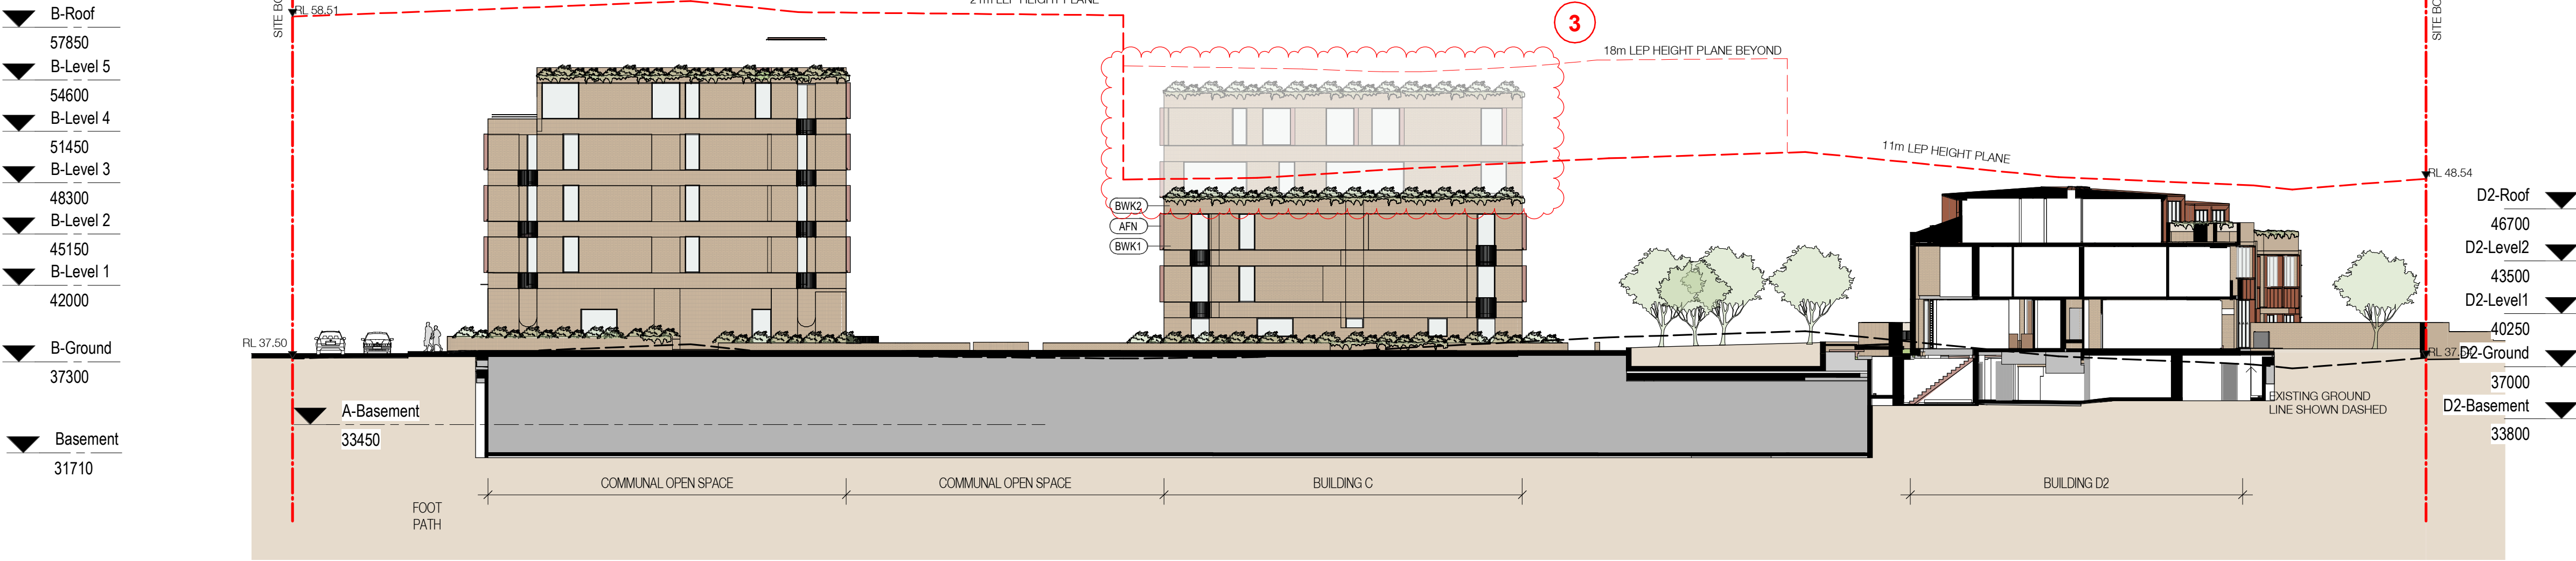 B-Roof
57850
B-Level 5
54600
B-Level 4
51450
B-Level 3
48300
B-Level 2
45150
B-Level 1
42000
B-Ground
37300
Basement
31710
RL 58.51
3
18m LEP HEIGHT PLANE BEYOND
11m LEP HEIGHT PLANE
BWK2
AFN
BWK1
RL 37.50
A-Basement
33450
COMMUNAL OPEN SPACE
COMMUNAL OPEN SPACE
BUILDING C
BUILDING D2
FOOT
PATH
EXISTING GROUND
LINE SHOWN DASHED
RL 48.54
D2-Roof
46700
D2-Level2
43500
D2-Level1
40250
D2-Ground
37000
D2-Basement
33800